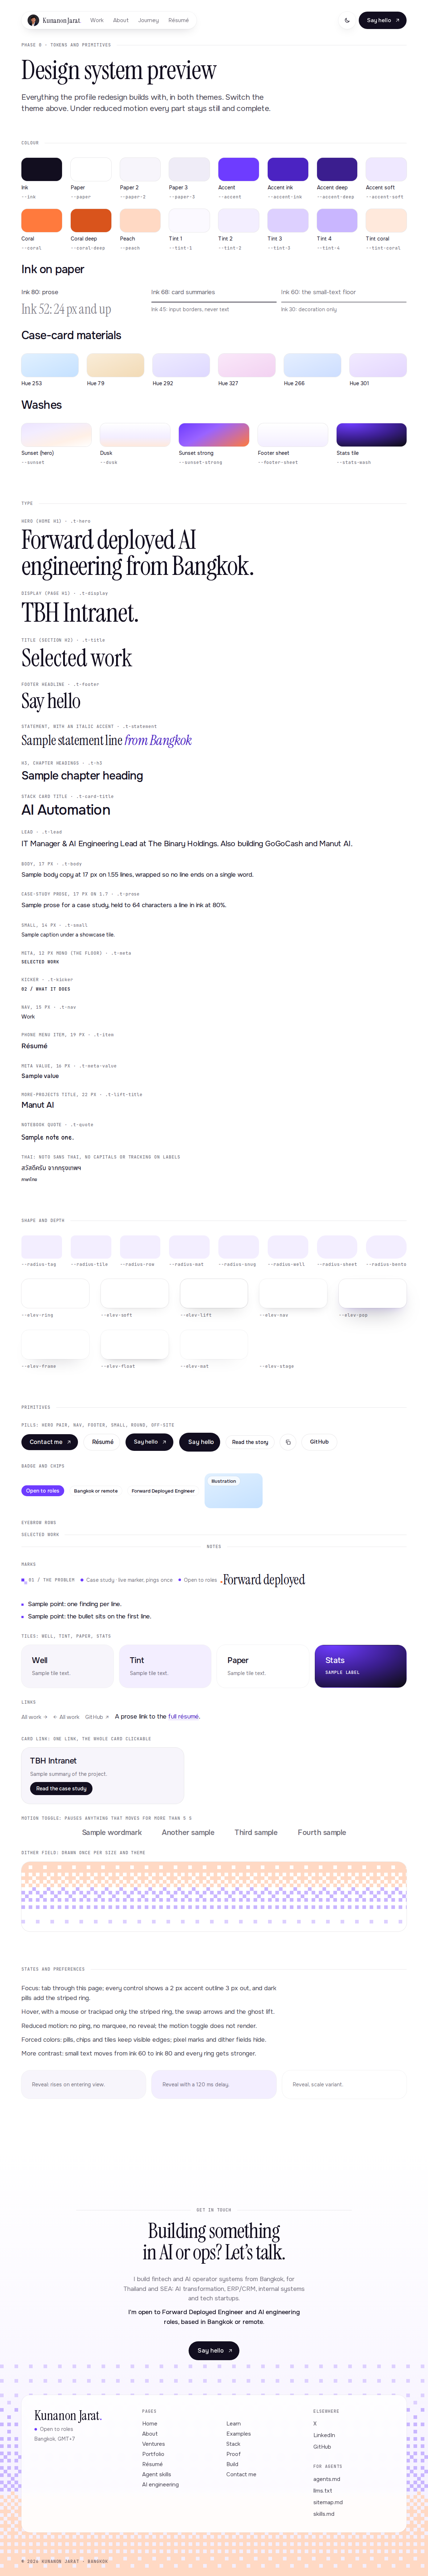 Kunanon Jarat. Work About Journey Résumé Say hello
PHASE 0 · TOKENS AND PRIMITIVES
Design system preview
Everything the profile redesign builds with, in both themes. Switch the
theme above. Under reduced motion every part stays still and complete.
COLOUR
Ink Paper Paper 2 Paper 3 Accent Accent ink Accent deep Accent soft
--ink --paper --paper-2 --paper-3 --accent --accent-ink --accent-deep --accent-soft
Coral Coral deep Peach Tint 1 Tint 2 Tint 3 Tint 4 Tint coral
--coral --coral-deep --peach --tint-1 --tint-2 --tint-3 --tint-4 --tint-coral
Ink on paper
Ink 80: prose Ink 68: card summaries Ink 60: the small-text floor
Ink 52: 24 px and up Ink 45: input borders, never text Ink 30: decoration only
Case-card materials
Hue 253 Hue 79 Hue 292 Hue 327 Hue 266 Hue 301
Washes
Sunset (hero) Dusk Sunset strong Footer sheet Stats tile
--sunset --dusk --sunset-strong --footer-sheet --stats-wash
TYPE
HERO (HOME H1) · .t-hero
Forward deployed AI
engineering from Bangkok.
DISPLAY (PAGE H1) · .t-display
TBH Intranet.
TITLE (SECTION H2) · .t-title
Selected work
FOOTER HEADLINE · .t-footer
Say hello
STATEMENT, WITH AN ITALIC ACCENT · .t-statement
Sample statement line from Bangkok
H3, CHAPTER HEADINGS · .t-h3
Sample chapter heading
STACK CARD TITLE · .t-card-title
AI Automation
LEAD · .t-lead
IT Manager & AI Engineering Lead at The Binary Holdings. Also building GoGoCash and Manut AI.
BODY, 17 PX · .t-body
Sample body copy at 17 px on 1.55 lines, wrapped so no line ends on a single word.
CASE-STUDY PROSE, 17 PX ON 1.7 · .t-prose
Sample prose for a case study, held to 64 characters a line in ink at 80%.
SMALL, 14 PX · .t-small
Sample caption under a showcase tile.
META, 12 PX MONO (THE FLOOR) · .t-meta
SELECTED WORK
KICKER · .t-kicker
02 / WHAT IT DOES
NAV, 15 PX · .t-nav
Work
PHONE MENU ITEM, 19 PX · .t-item
Résumé
META VALUE, 16 PX · .t-meta-value
Sample value
MORE-PROJECTS TITLE, 22 PX · .t-lift-title
Manut AI
NOTEBOOK QUOTE · .t-quote
Sample note one.
THAI: NOTO SANS THAI, NO CAPITALS OR TRACKING ON LABELS
สวัสดีครับ จากกรุงเทพฯ
ภาษาไทย
SHAPE AND DEPTH
--radius-tag --radius-tile --radius-row --radius-mat --radius-snug --radius-well --radius-sheet --radius-bento
--elev-ring --elev-soft --elev-lift --elev-nav --elev-pop
--elev-frame --elev-float --elev-mat --elev-stage
PRIMITIVES
PILLS: HERO PAIR, NAV, FOOTER, SMALL, ROUND, OFF-SITE
Contact me Résumé Say hello Say hello Read the story GitHub
BADGE AND CHIPS
Open to roles Bangkok or remote Forward Deployed Engineer Illustration
EYEBROW ROWS
SELECTED WORK
NOTES
MARKS
01 / THE PROBLEM Case study · live marker, pings once Open to roles Forward deployed
Sample point: one finding per line.
Sample point: the bullet sits on the first line.
TILES: WELL, TINT, PAPER, STATS
Well Tint Paper Stats
Sample tile text. Sample tile text. Sample tile text. SAMPLE LABEL
LINKS
All work → ← All work GitHub ↗ A prose link to the full résumé.
CARD LINK: ONE LINK, THE WHOLE CARD CLICKABLE
TBH Intranet
Sample summary of the project.
Read the case study
MOTION TOGGLE: PAUSES ANYTHING THAT MOVES FOR MORE THAN 5 S
Sample wordmark Another sample Third sample Fourth sample
DITHER FIELD: DRAWN ONCE PER SIZE AND THEME
STATES AND PREFERENCES
Focus: tab through this page; every control shows a 2 px accent outline 3 px out, and dark
pills add the striped ring.
Hover, with a mouse or trackpad only: the striped ring, the swap arrows and the ghost lift.
Reduced motion: no ping, no marquee, no reveal; the motion toggle does not render.
Forced colors: pills, chips and tiles keep visible edges; pixel marks and dither fields hide.
More contrast: small text moves from ink 60 to ink 80 and every ring gets stronger.
Reveal: rises on entering view. Reveal with a 120 ms delay. Reveal, scale variant.
GET IN TOUCH
Building something
in AI or ops? Let's talk.
I build fintech and AI operator systems from Bangkok, for
Thailand and SEA: AI transformation, ERP/CRM, internal systems
and tech startups.
I'm open to Forward Deployed Engineer and AI engineering
roles, based in Bangkok or remote.
Say hello
Kunanon Jarat.
Open to roles
Bangkok, GMT+7
PAGES
Home
About
Ventures
Portfolio
Résumé
Agent skills
AI engineering
Learn
Examples
Stack
Proof
Build
Contact me
ELSEWHERE
X
LinkedIn
GitHub
FOR AGENTS
agents.md
llms.txt
sitemap.md
skills.md
© 2026 KUNANON JARAT · BANGKOK